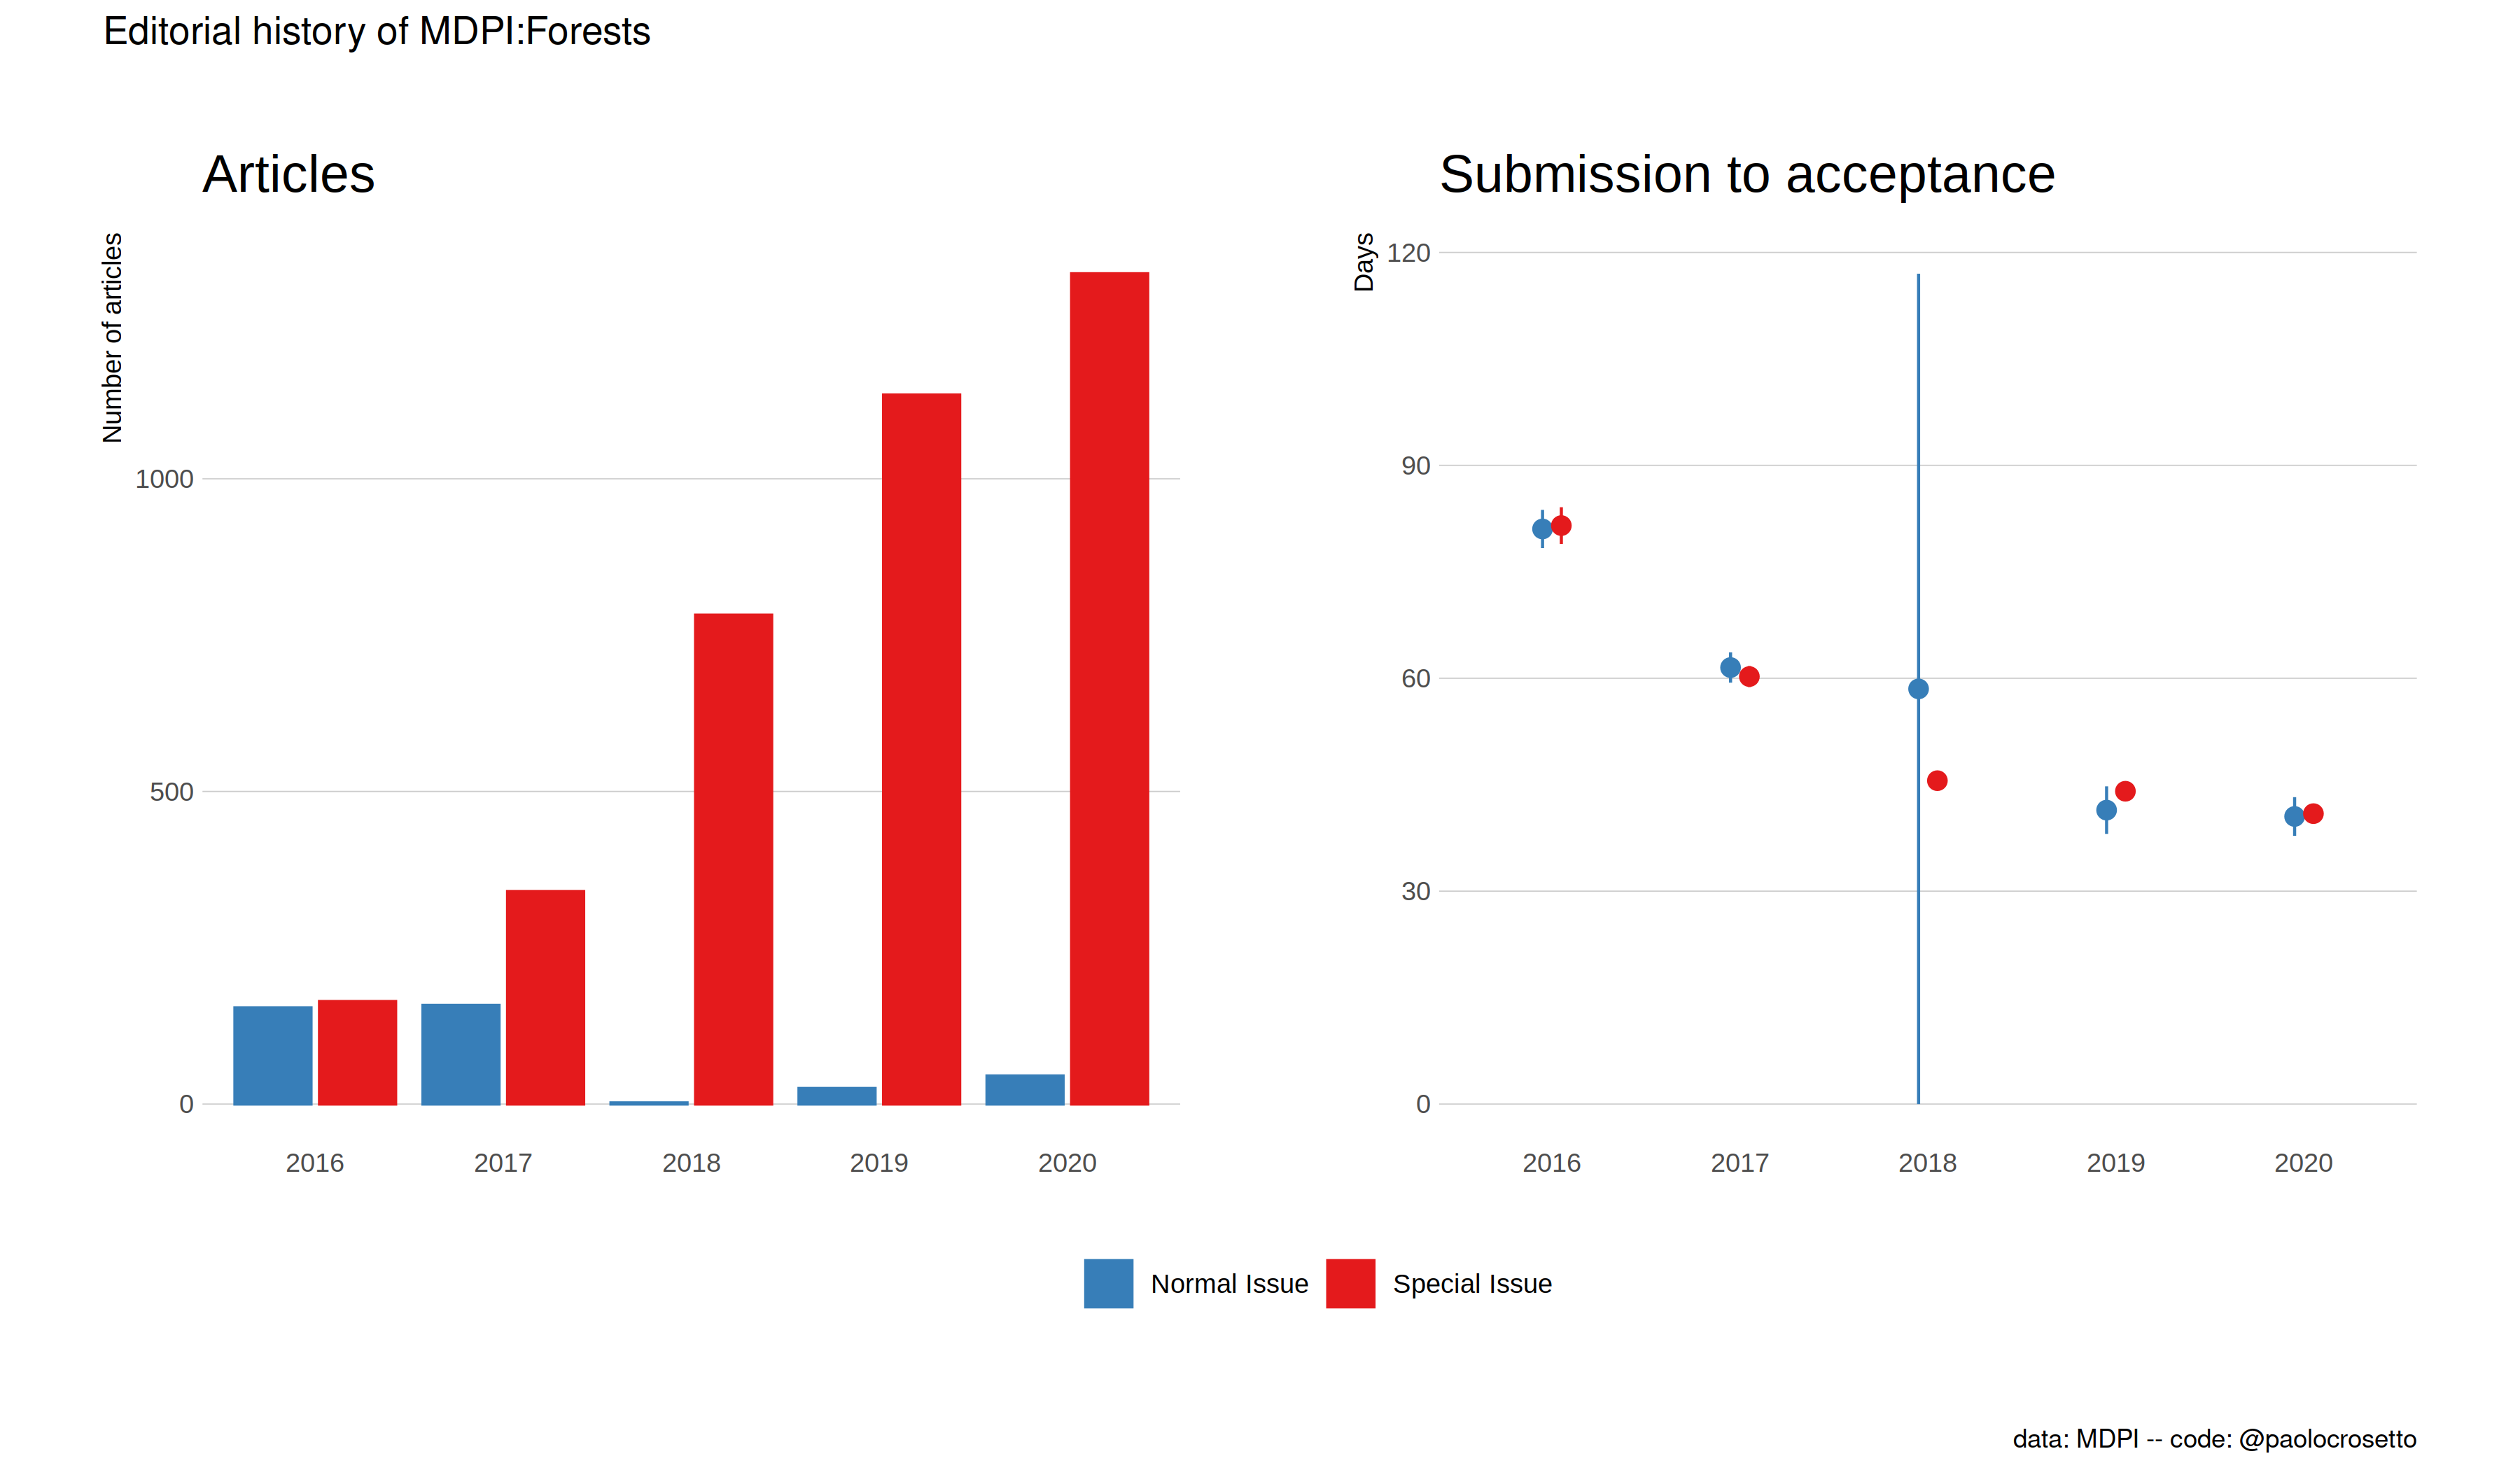 Editorial history of MDPI:Forests
Articles
Number of articles
1000
500
0
2016 2017 2018 2019 2020
Submission to acceptance
Days
120
90
60
30
0
2016 2017 2018 2019 2020
Normal Issue Special Issue
data: MDPI -- code: @paolocrosetto